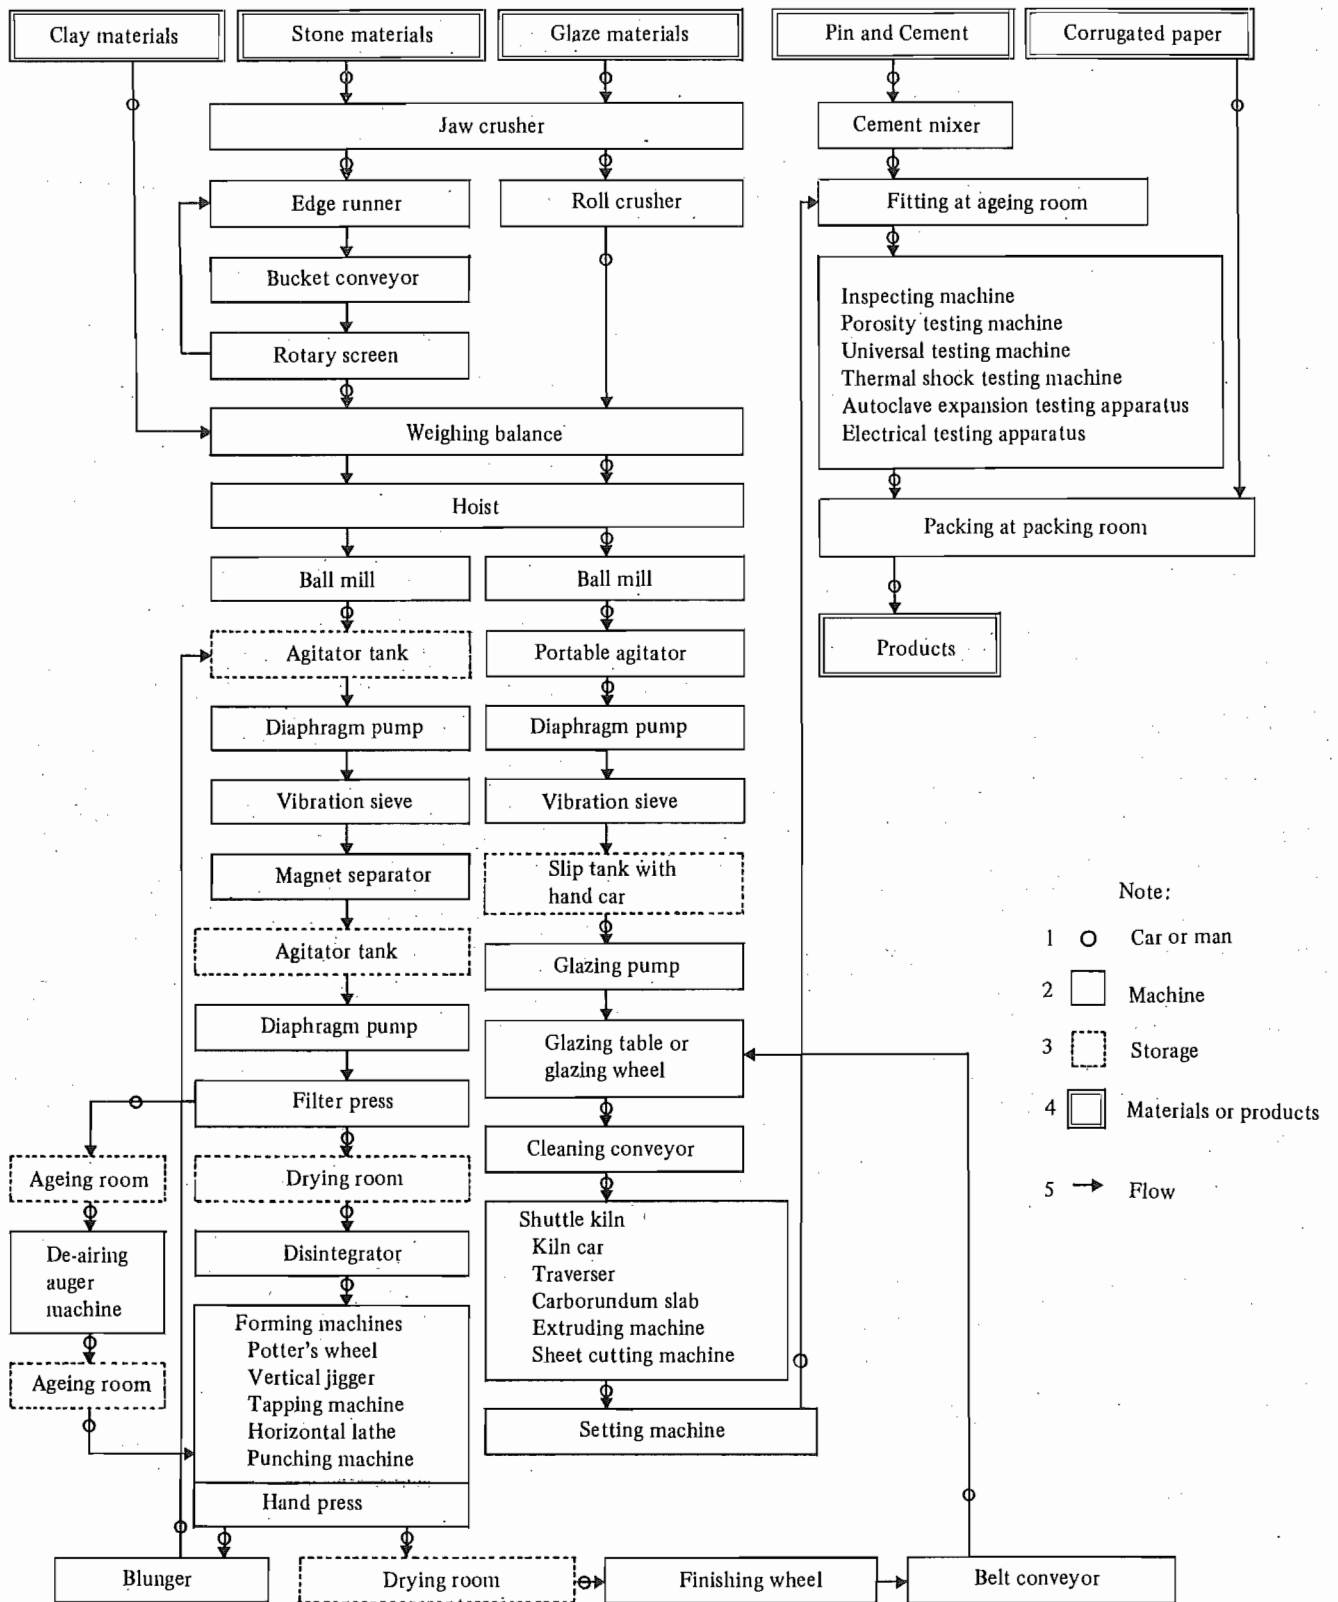 Clay materials
Stone materials
Glaze materials
Pin and Cement
Corrugated paper
Jaw crusher
Cement mixer
Edge runner
Roll crusher
Fitting at ageing room
Bucket conveyor
Rotary screen
Inspecting machine
Porosity testing machine
Universal testing machine
Thermal shock testing machine
Autoclave expansion testing apparatus
Electrical testing apparatus
Weighing balance
Hoist
Packing at packing room
Ball mill
Ball mill
Agitator tank
Portable agitator
Products
Diaphragm pump
Diaphragm pump
Vibration sieve
Vibration sieve
Magnet separator
Slip tank with
hand car
Agitator tank
Glazing pump
Diaphragm pump
Glazing table or
glazing wheel
Filter press
Cleaning conveyor
Ageing room
Drying room
De-airing
auger
machine
Disintegrator
Shuttle kiln
Kiln car
Traverser
Carborundum slab
Extruding machine
Sheet cutting machine
Ageing room
Forming machines
Potter's wheel
Vertical jigger
Tapping machine
Horizontal lathe
Punching machine
Setting machine
Hand press
Blunger
Drying room
Finishing wheel
Belt conveyor
Note:
1 Car or man
2 Machine
3 Storage
4 Materials or products
5 Flow